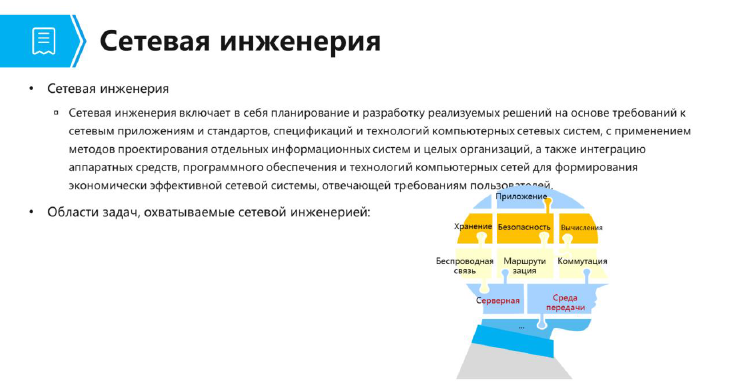 Сетевая инженерия
• Сетевая инженерия
▫ Сетевая инженерия включает в себя планирование и разработку реализуемых решений на основе требований к
сетевым приложениям и стандартов, спецификаций и технологий компьютерных сетевых систем, с применением
методов проектирования отдельных информационных систем и целых организаций, а также интеграцию
аппаратных средств, программного обеспечения и технологий компьютерных сетей для формирования
экономически эффективной сетевой системы, отвечающей требованиям пользователей.
• Области задач, охватываемые сетевой инженерией:
Приложение
Хранение Безопасность Вычисления
Беспроводная
связь
Маршрути
зация
Коммутация
Серверная
Среда
передачи
...